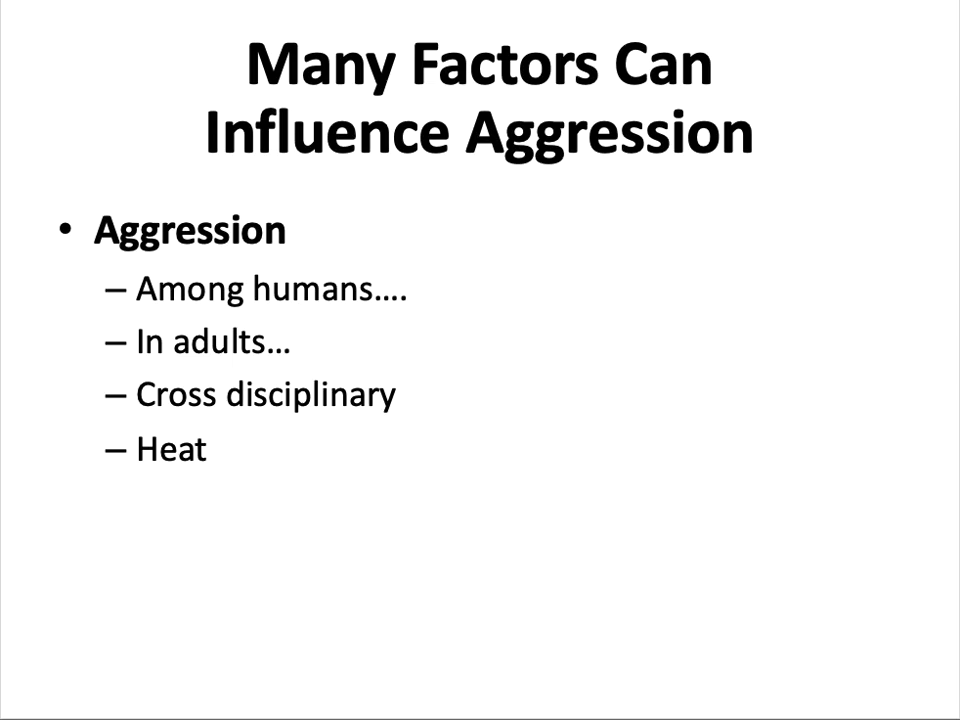 Many Factors Can
Influence Aggression
• Aggression
– Among humans….
– In adults…
– Cross disciplinary
– Heat